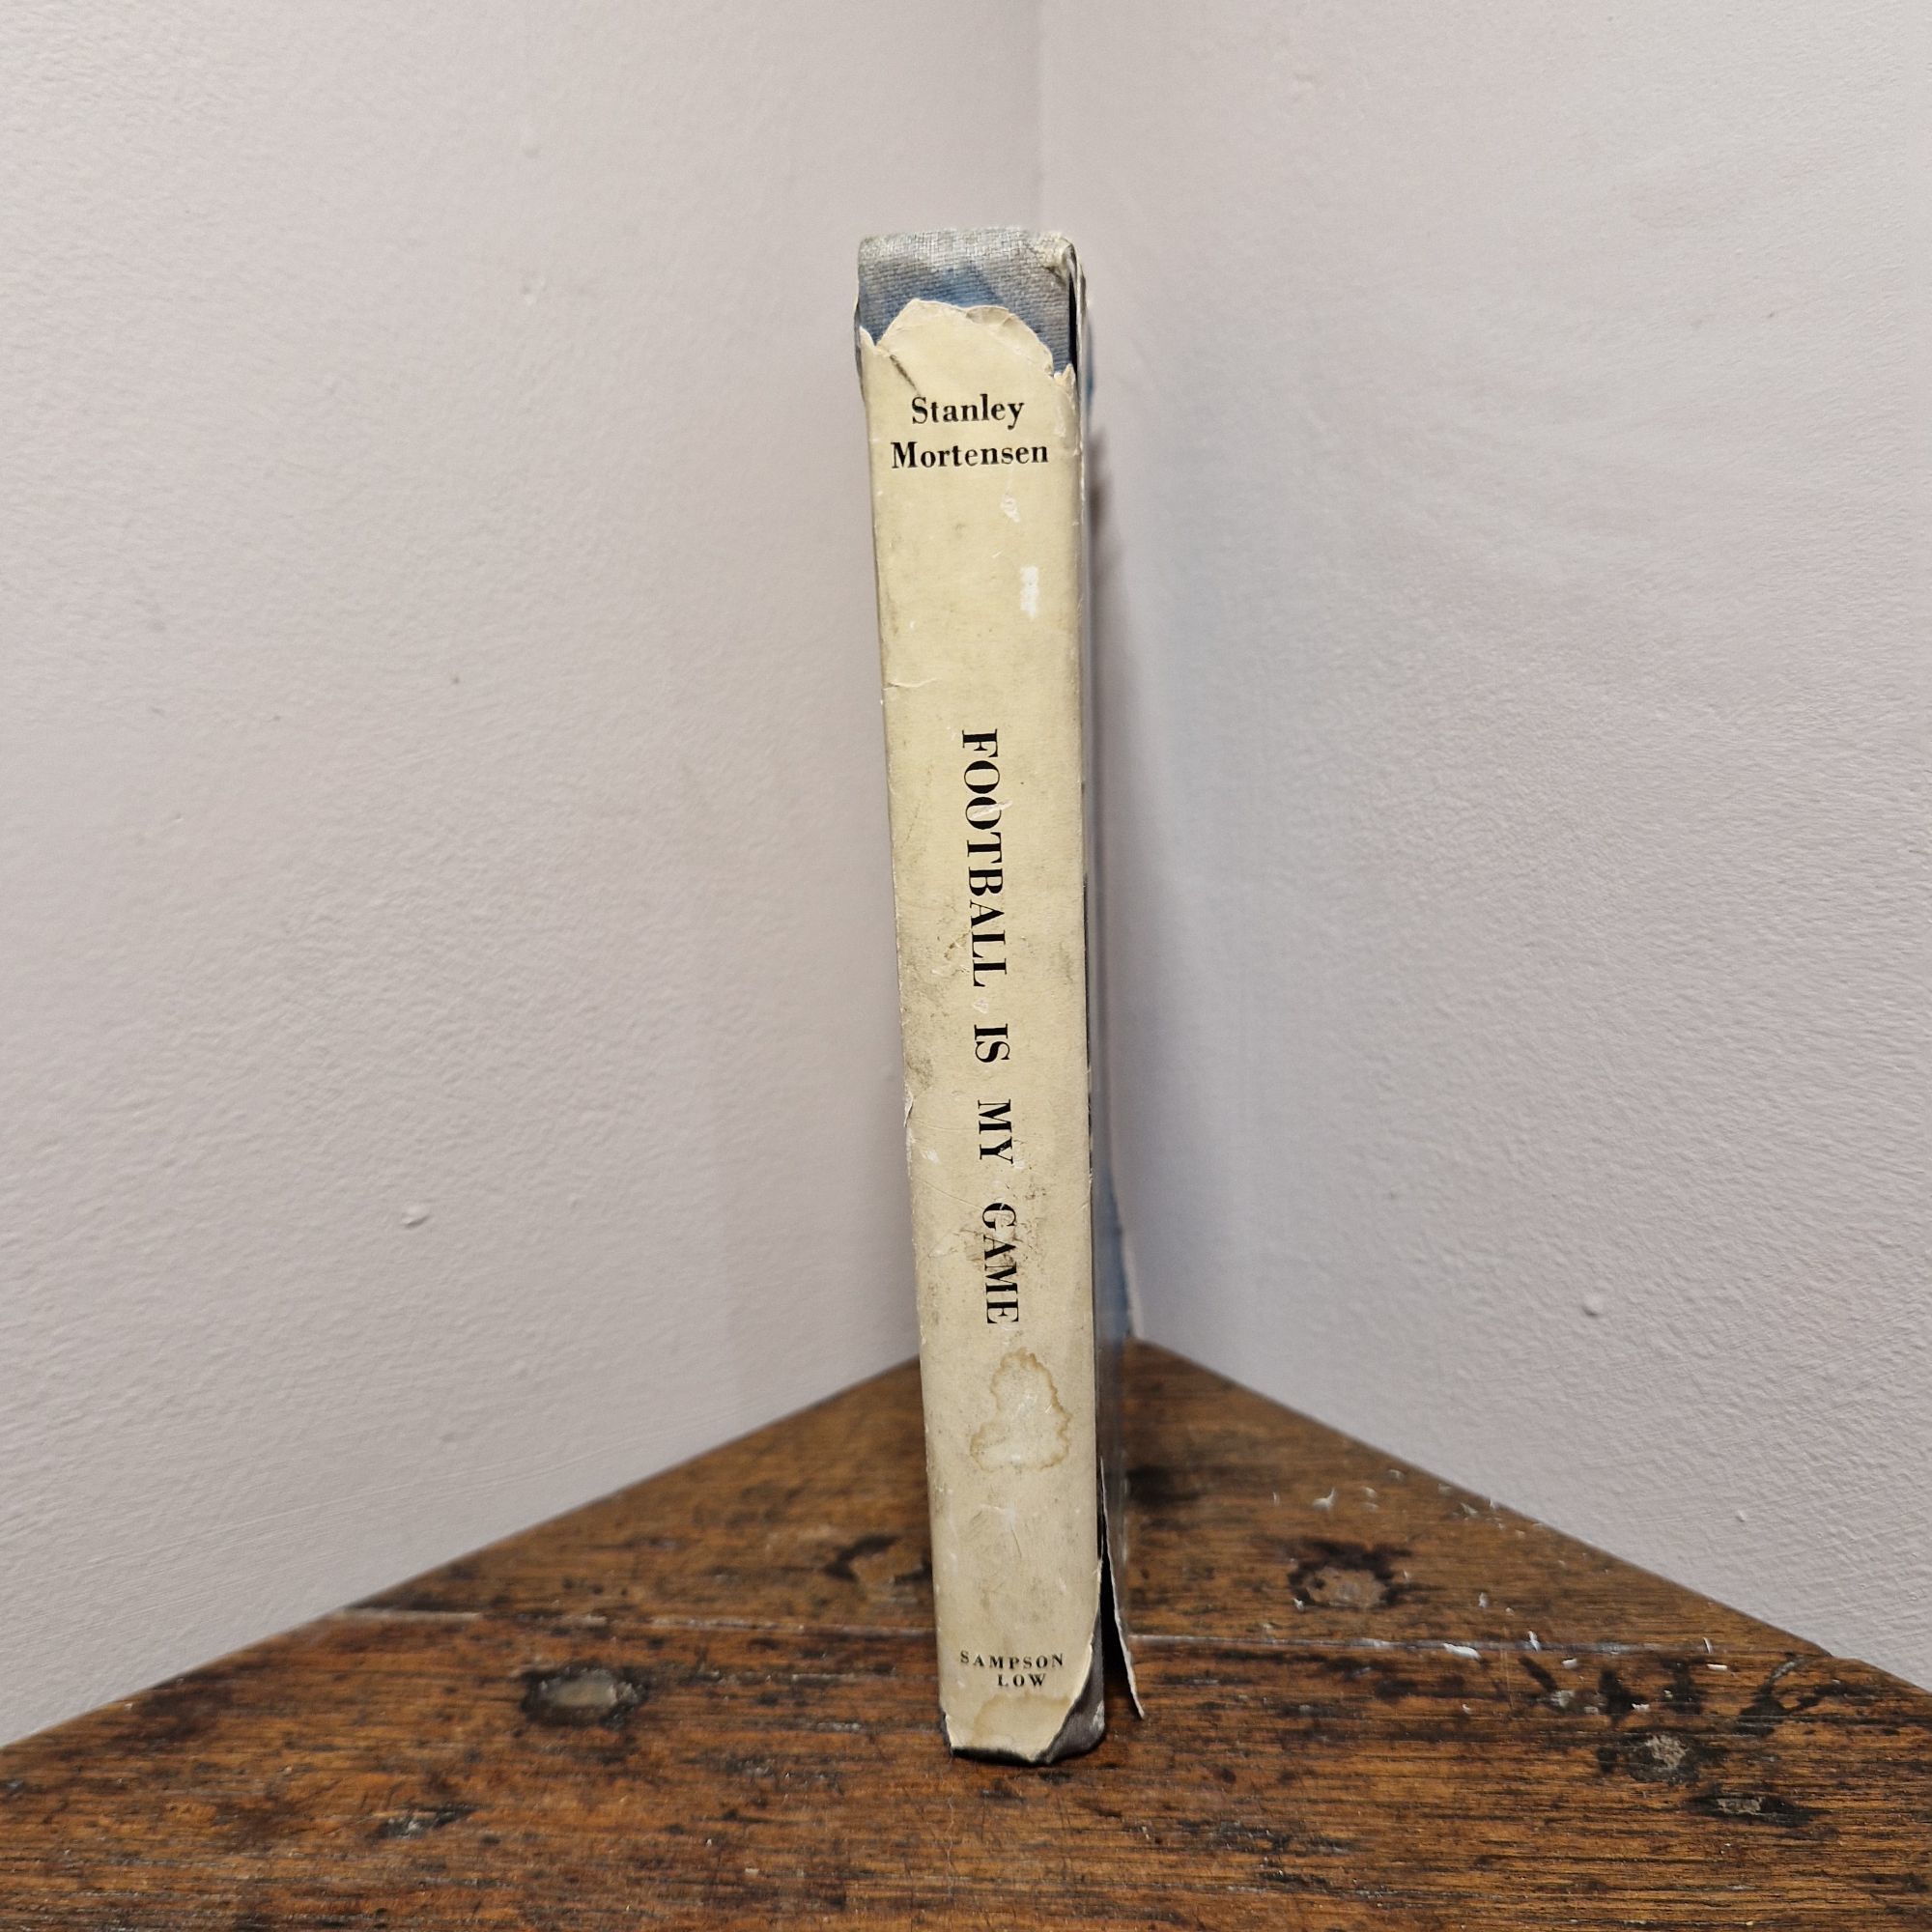 Stanley
Mortensen
FOOTBALL IS MY GAME
SAMPSON
LOW